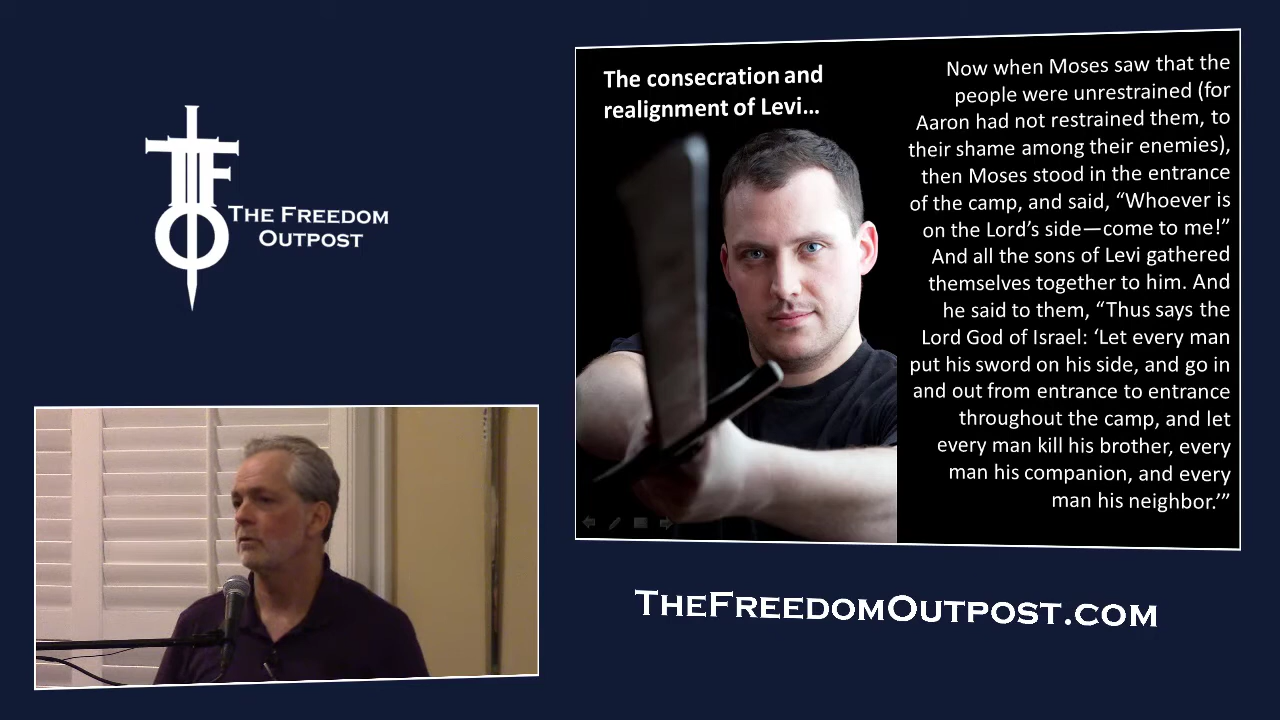 The Freedom
Outpost
The consecration and
realignment of Levi…
Now when Moses saw that the
people were unrestrained (for
Aaron had not restrained them, to
their shame among their enemies),
then Moses stood in the entrance
of the camp, and said, “Whoever is
on the Lord’s side—come to me!”
And all the sons of Levi gathered
themselves together to him. And
he said to them, “Thus says the
Lord God of Israel: ‘Let every man
put his sword on his side, and go in
and out from entrance to entrance
throughout the camp, and let
every man kill his brother, every
man his companion, and every
man his neighbor.’”
TheFreedomOutpost.com